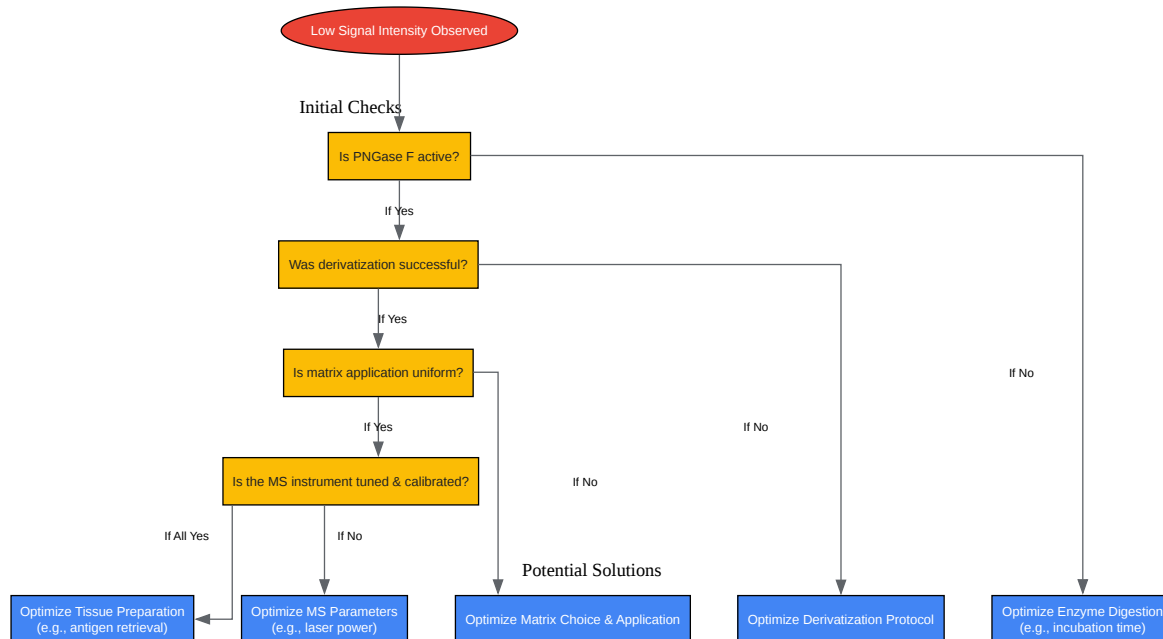 Low Signal Intensity Observed
Initial Checks
Is PNGase F active?
If Yes
Was derivatization successful?
If Yes
Is matrix application uniform?
If No
If Yes
If No
Is the MS instrument tuned & calibrated?
If No
If All Yes
If No
Potential Solutions
Optimize Tissue Preparation
(e.g., antigen retrieval)
Optimize MS Parameters
(e.g., laser power)
Optimize Matrix Choice & Application
Optimize Derivatization Protocol
Optimize Enzyme Digestion
(e.g., incubation time)